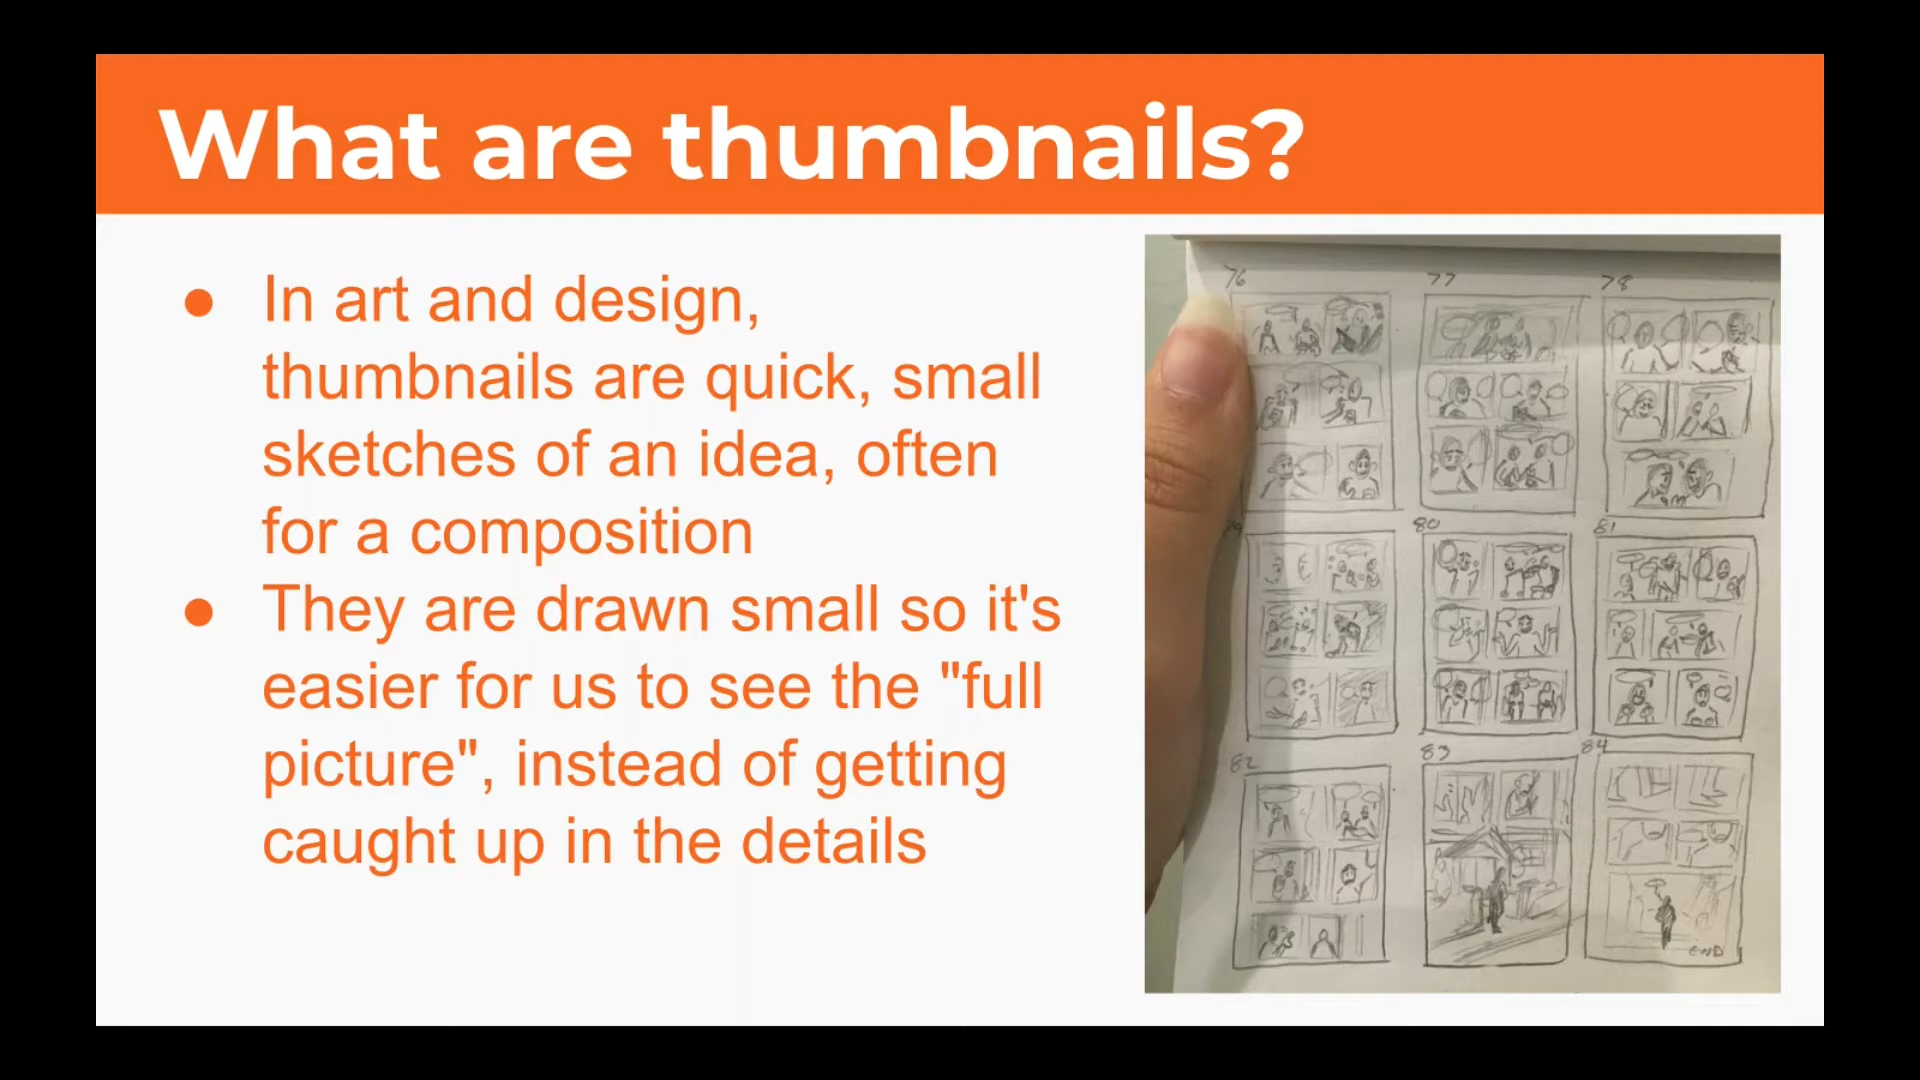 What are thumbnails?
● In art and design,
thumbnails are quick, small
sketches of an idea, often
for a composition
● They are drawn small so it's
easier for us to see the "full
picture", instead of getting
caught up in the details
76 77 78
80 81
82 83 84
END